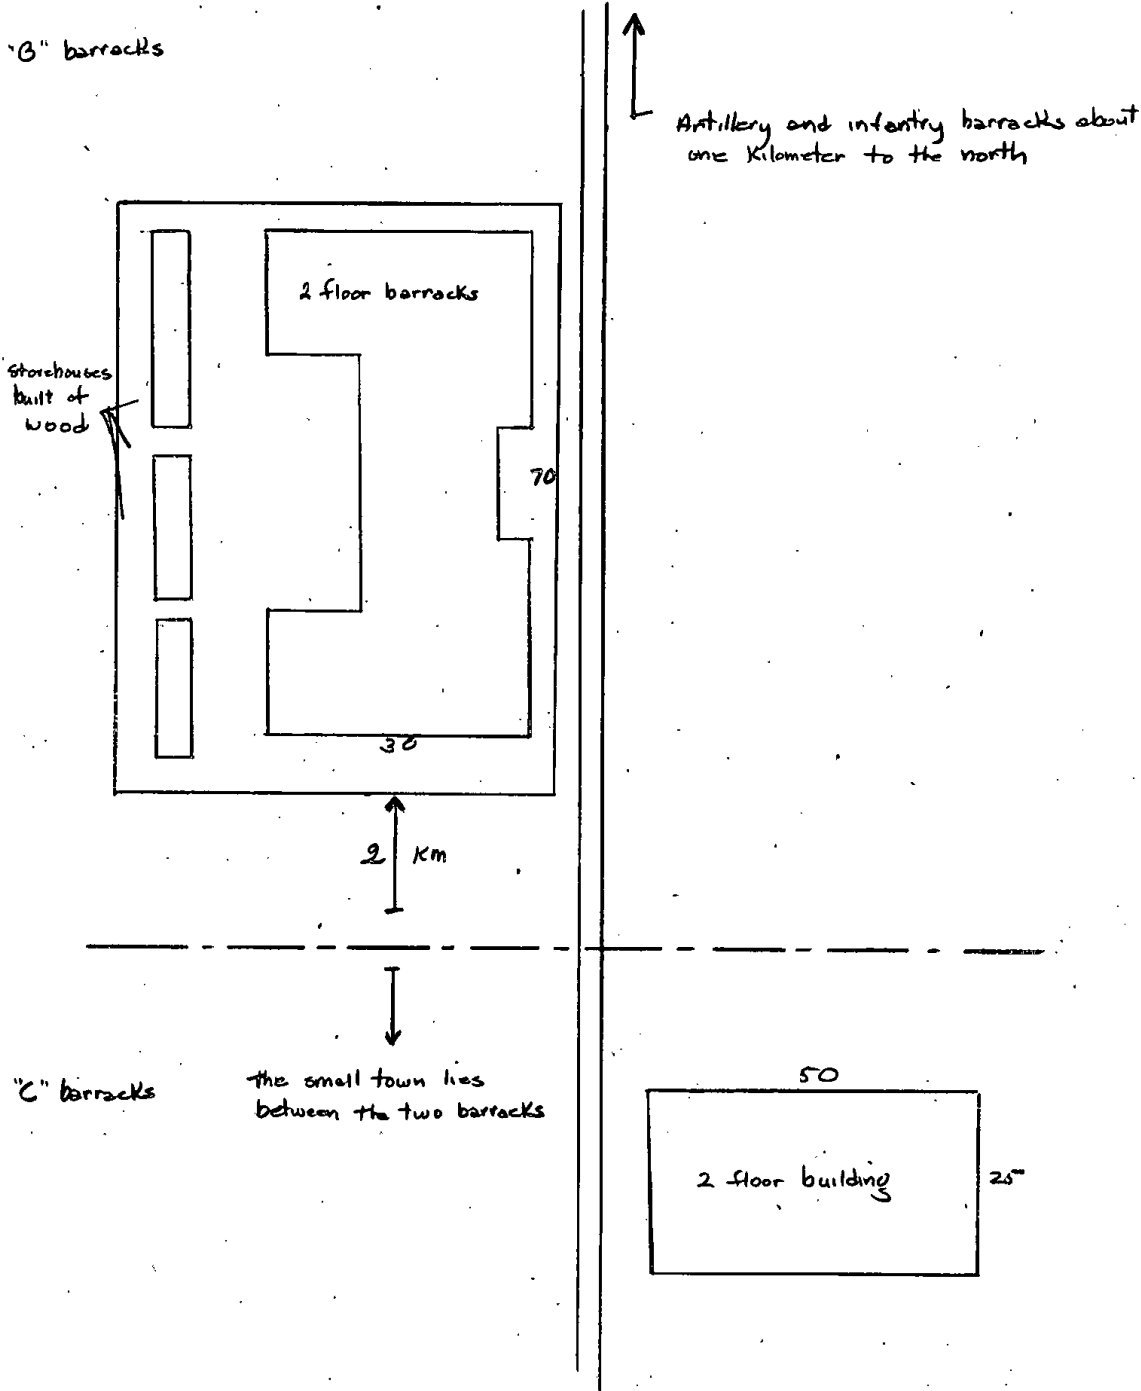 "B" barracks
Artillery and infantry barracks about
one Kilometer to the north
2 floor barracks
storehouses
built of
wood
70
30
2 Km
"C" barracks
the small town lies
between the two barracks
50
2 floor building
25